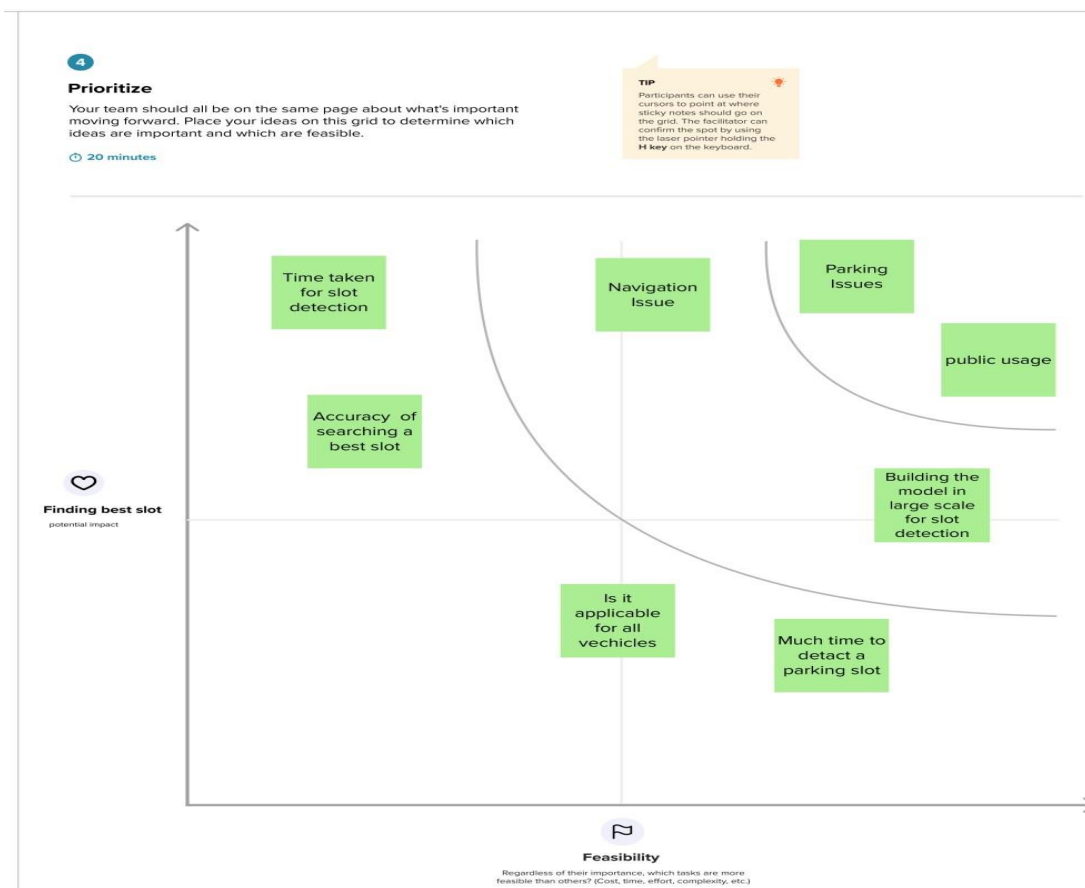 4
Prioritize
Your team should all be on the same page about what's important
moving forward. Place your ideas on this grid to determine which
ideas are important and which are feasible.
20 minutes
TIP
Participants can use their
cursors to point at where
sticky notes should go on
the grid. The facilitator can
confirm the spot by using
the laser pointer holding the
H key on the keyboard.
Time taken
for slot
detection
Navigation
Issue
Parking
Issues
public usage
Accuracy of
searching a
best slot
Building the
model in
large scale
for slot
detection
Finding best slot
potential impact
Is it
applicable
for all
vechicles
Much time to
detact a
parking slot
Feasibility
Regardless of their importance, which tasks are more
feasible than others? (Cost, time, effort, complexity, etc.)